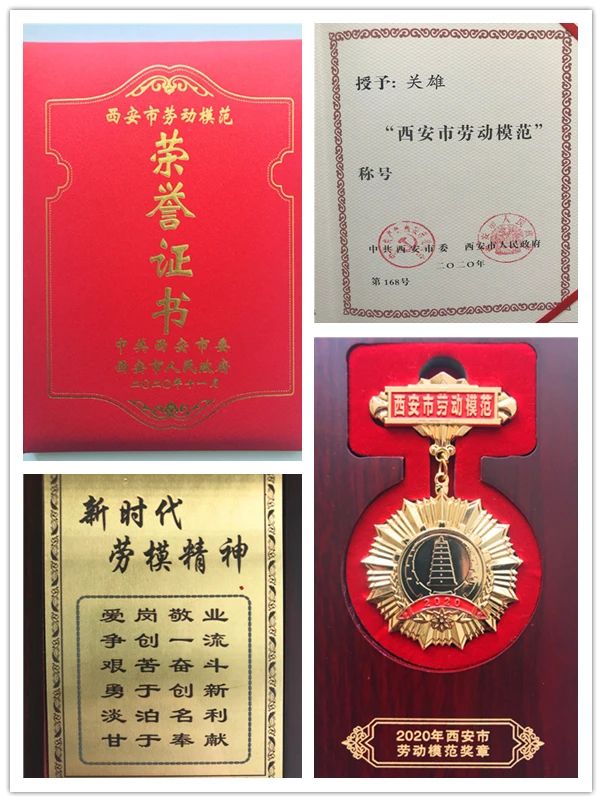 西安市劳动模范
荣誉证书
中共西安市委
西安市人民政府
二〇二〇年十一月
授予：关雄
“西安市劳动模范”
称号
中共西安市委 西安市人民政府
二〇二〇年
第168号
新时代
劳模精神
爱岗敬业
争创一流
艰苦奋斗
勇于创新
淡泊名利
甘于奉献
西安市劳动模范
2020
2020年西安市
劳动模范奖章